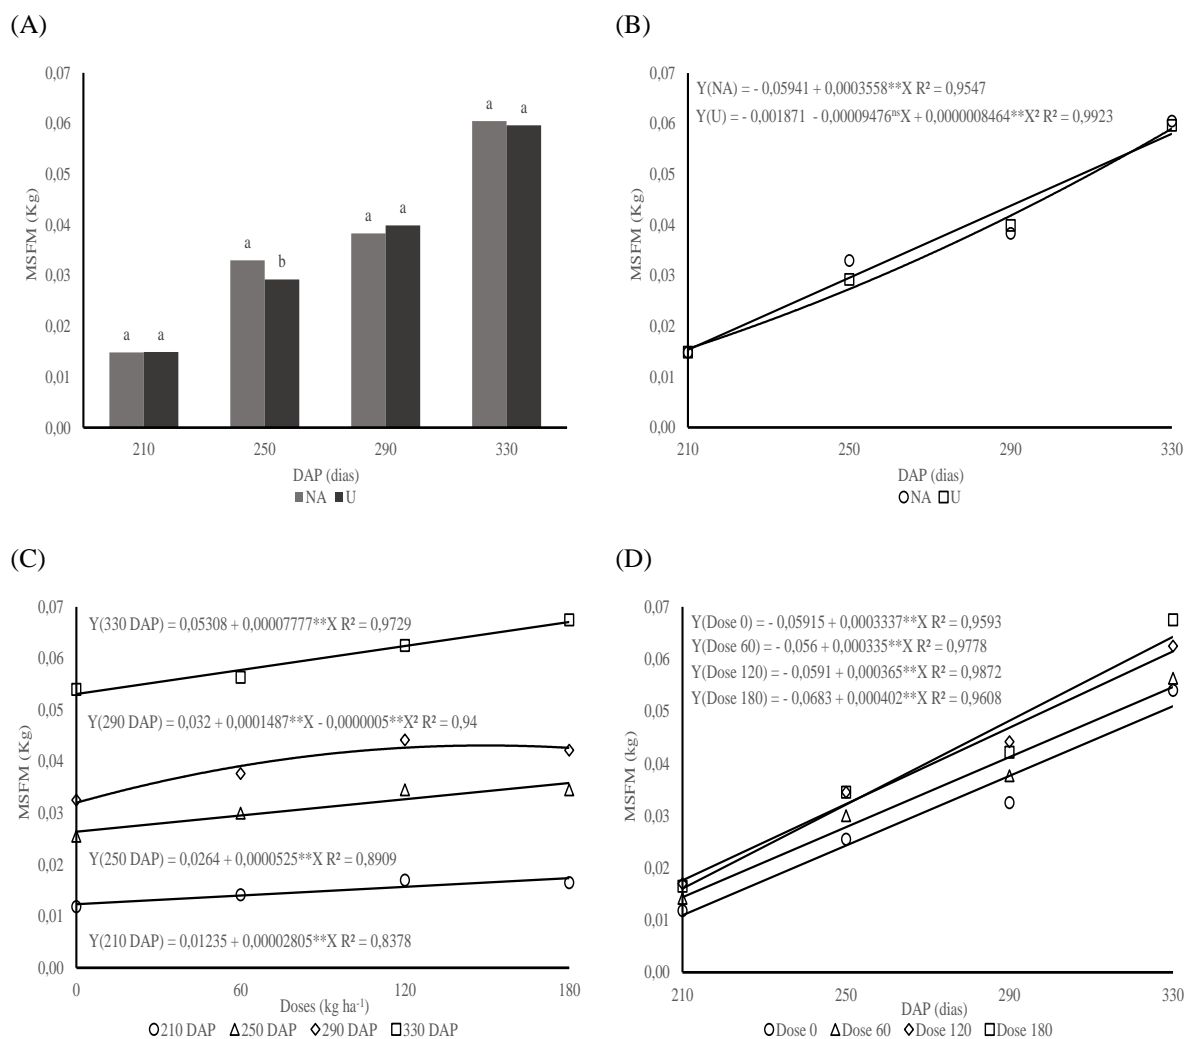 (A)
0,07
0,06
0,05
0,04
0,03
0,02
0,01
0,00
MSFM (Kg)
a a
a b
a a
a a
210 250 290 330
DAP (dias)
NA U
(B)
Y(NA) = - 0,05941 + 0,0003558**X R² = 0,9547
Y(U) = - 0,001871 - 0,00009476ⁿˢX + 0,0000008464**X² R² = 0,9923
0,07
0,06
0,05
0,04
0,03
0,02
0,01
0,00
MSFM (Kg)
210 250 290 330
DAP (dias)
NA U
(C)
0,07
0,06
0,05
0,04
0,03
0,02
0,01
0,00
MSFM (Kg)
Y(330 DAP) = 0,05308 + 0,00007777**X R² = 0,9729
Y(290 DAP) = 0,032 + 0,0001487**X - 0,0000005**X² R² = 0,94
Y(250 DAP) = 0,0264 + 0,0000525**X R² = 0,8909
Y(210 DAP) = 0,01235 + 0,00002805**X R² = 0,8378
0 60 120 180
Doses (kg ha⁻¹)
210 DAP 250 DAP 290 DAP 330 DAP
(D)
0,07
0,06
0,05
0,04
0,03
0,02
0,01
0,00
MSFM (kg)
Y(Dose 0) = - 0,05915 + 0,0003337**X R² = 0,9593
Y(Dose 60) = - 0,056 + 0,000335**X R² = 0,9778
Y(Dose 120) = - 0,0591 + 0,000365**X R² = 0,9872
Y(Dose 180) = - 0,0683 + 0,000402**X R² = 0,9608
210 250 290 330
DAP (dias)
Dose 0 Dose 60 Dose 120 Dose 180